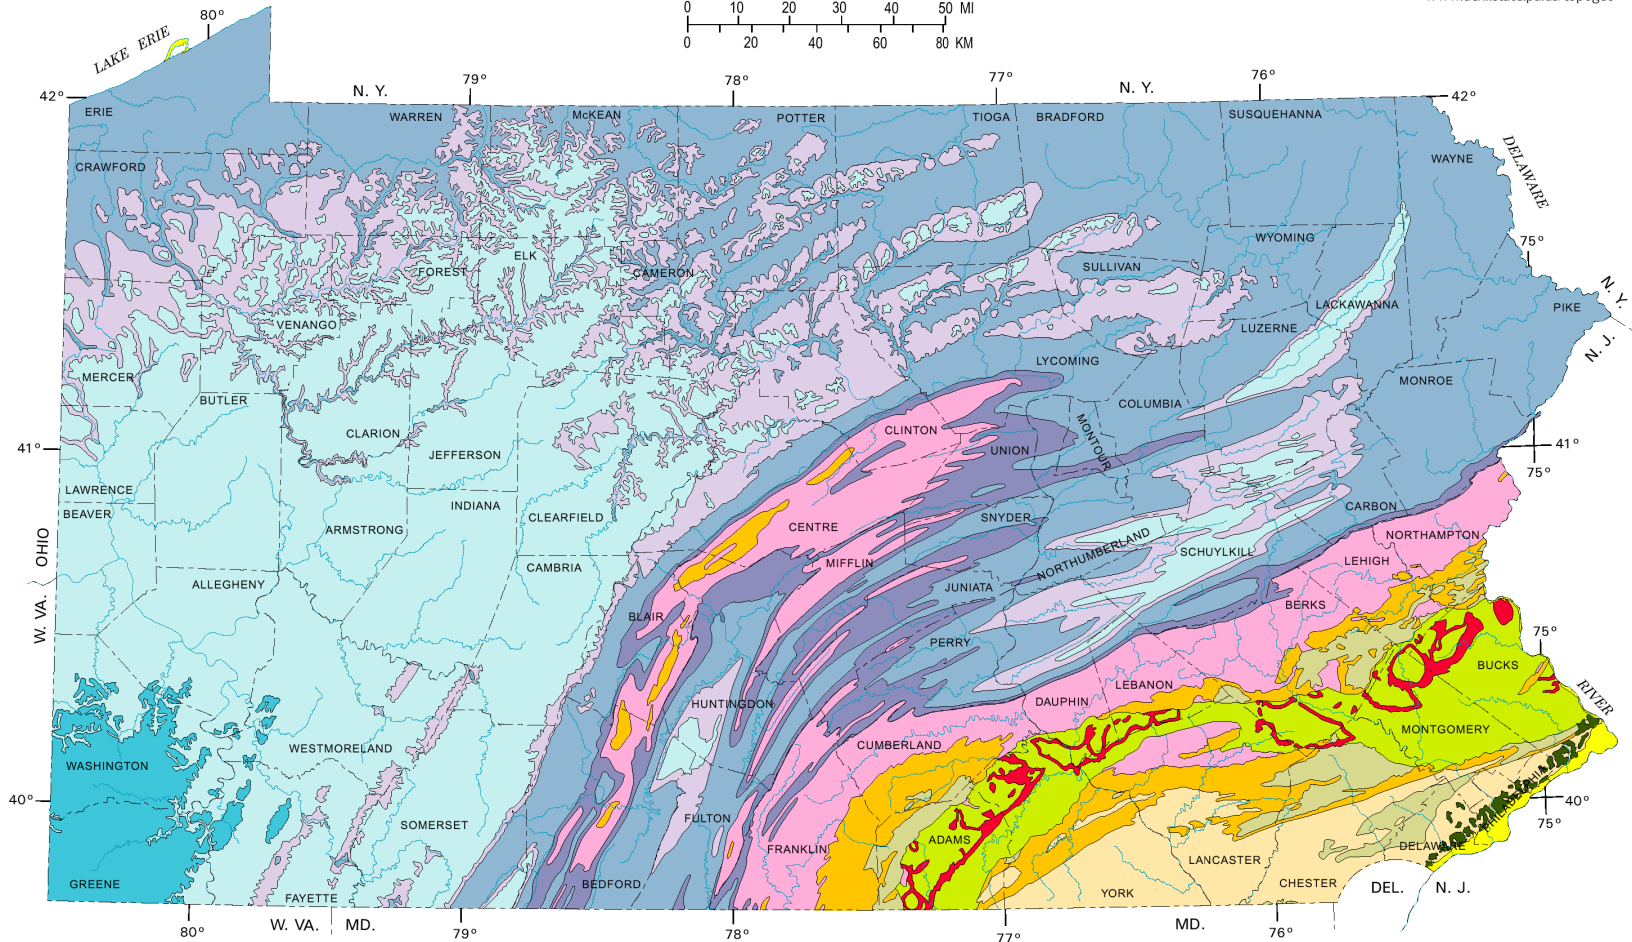 0 10 20 30 40 50 MI
0 20 40 60 80 KM
80°
LAKE ERIE
79°
N. Y.
78°
77°
N. Y.
76°
42°
42°
ERIE
WARREN
McKEAN
POTTER
TIOGA
BRADFORD
SUSQUEHANNA
CRAWFORD
WAYNE
DELAWARE
WYOMING
75°
FOREST
ELK
CAMERON
SULLIVAN
N. Y.
LACKAWANNA
PIKE
VENANGO
LUZERNE
N. J.
LYCOMING
MERCER
MONROE
BUTLER
COLUMBIA
CLARION
CLINTON
MONTOUR
41°
41°
JEFFERSON
UNION
75°
LAWRENCE
BEAVER
INDIANA
CLEARFIELD
SNYDER
CARBON
ARMSTRONG
CENTRE
NORTHAMPTON
OHIO
NORTHUMBERLAND
SCHUYLKILL
MIFFLIN
LEHIGH
CAMBRIA
ALLEGHENY
JUNIATA
W. VA.
BLAIR
BERKS
PERRY
75°
BUCKS
LEBANON
RIVER
HUNTINGDON
DAUPHIN
MONTGOMERY
WESTMORELAND
CUMBERLAND
WASHINGTON
PHILADELPHIA
40°
40°
FULTON
75°
SOMERSET
ADAMS
FRANKLIN
DELAWARE
LANCASTER
GREENE
BEDFORD
CHESTER
DEL.
N. J.
YORK
FAYETTE
80°
W. VA.
MD.
79°
78°
77°
MD.
76°